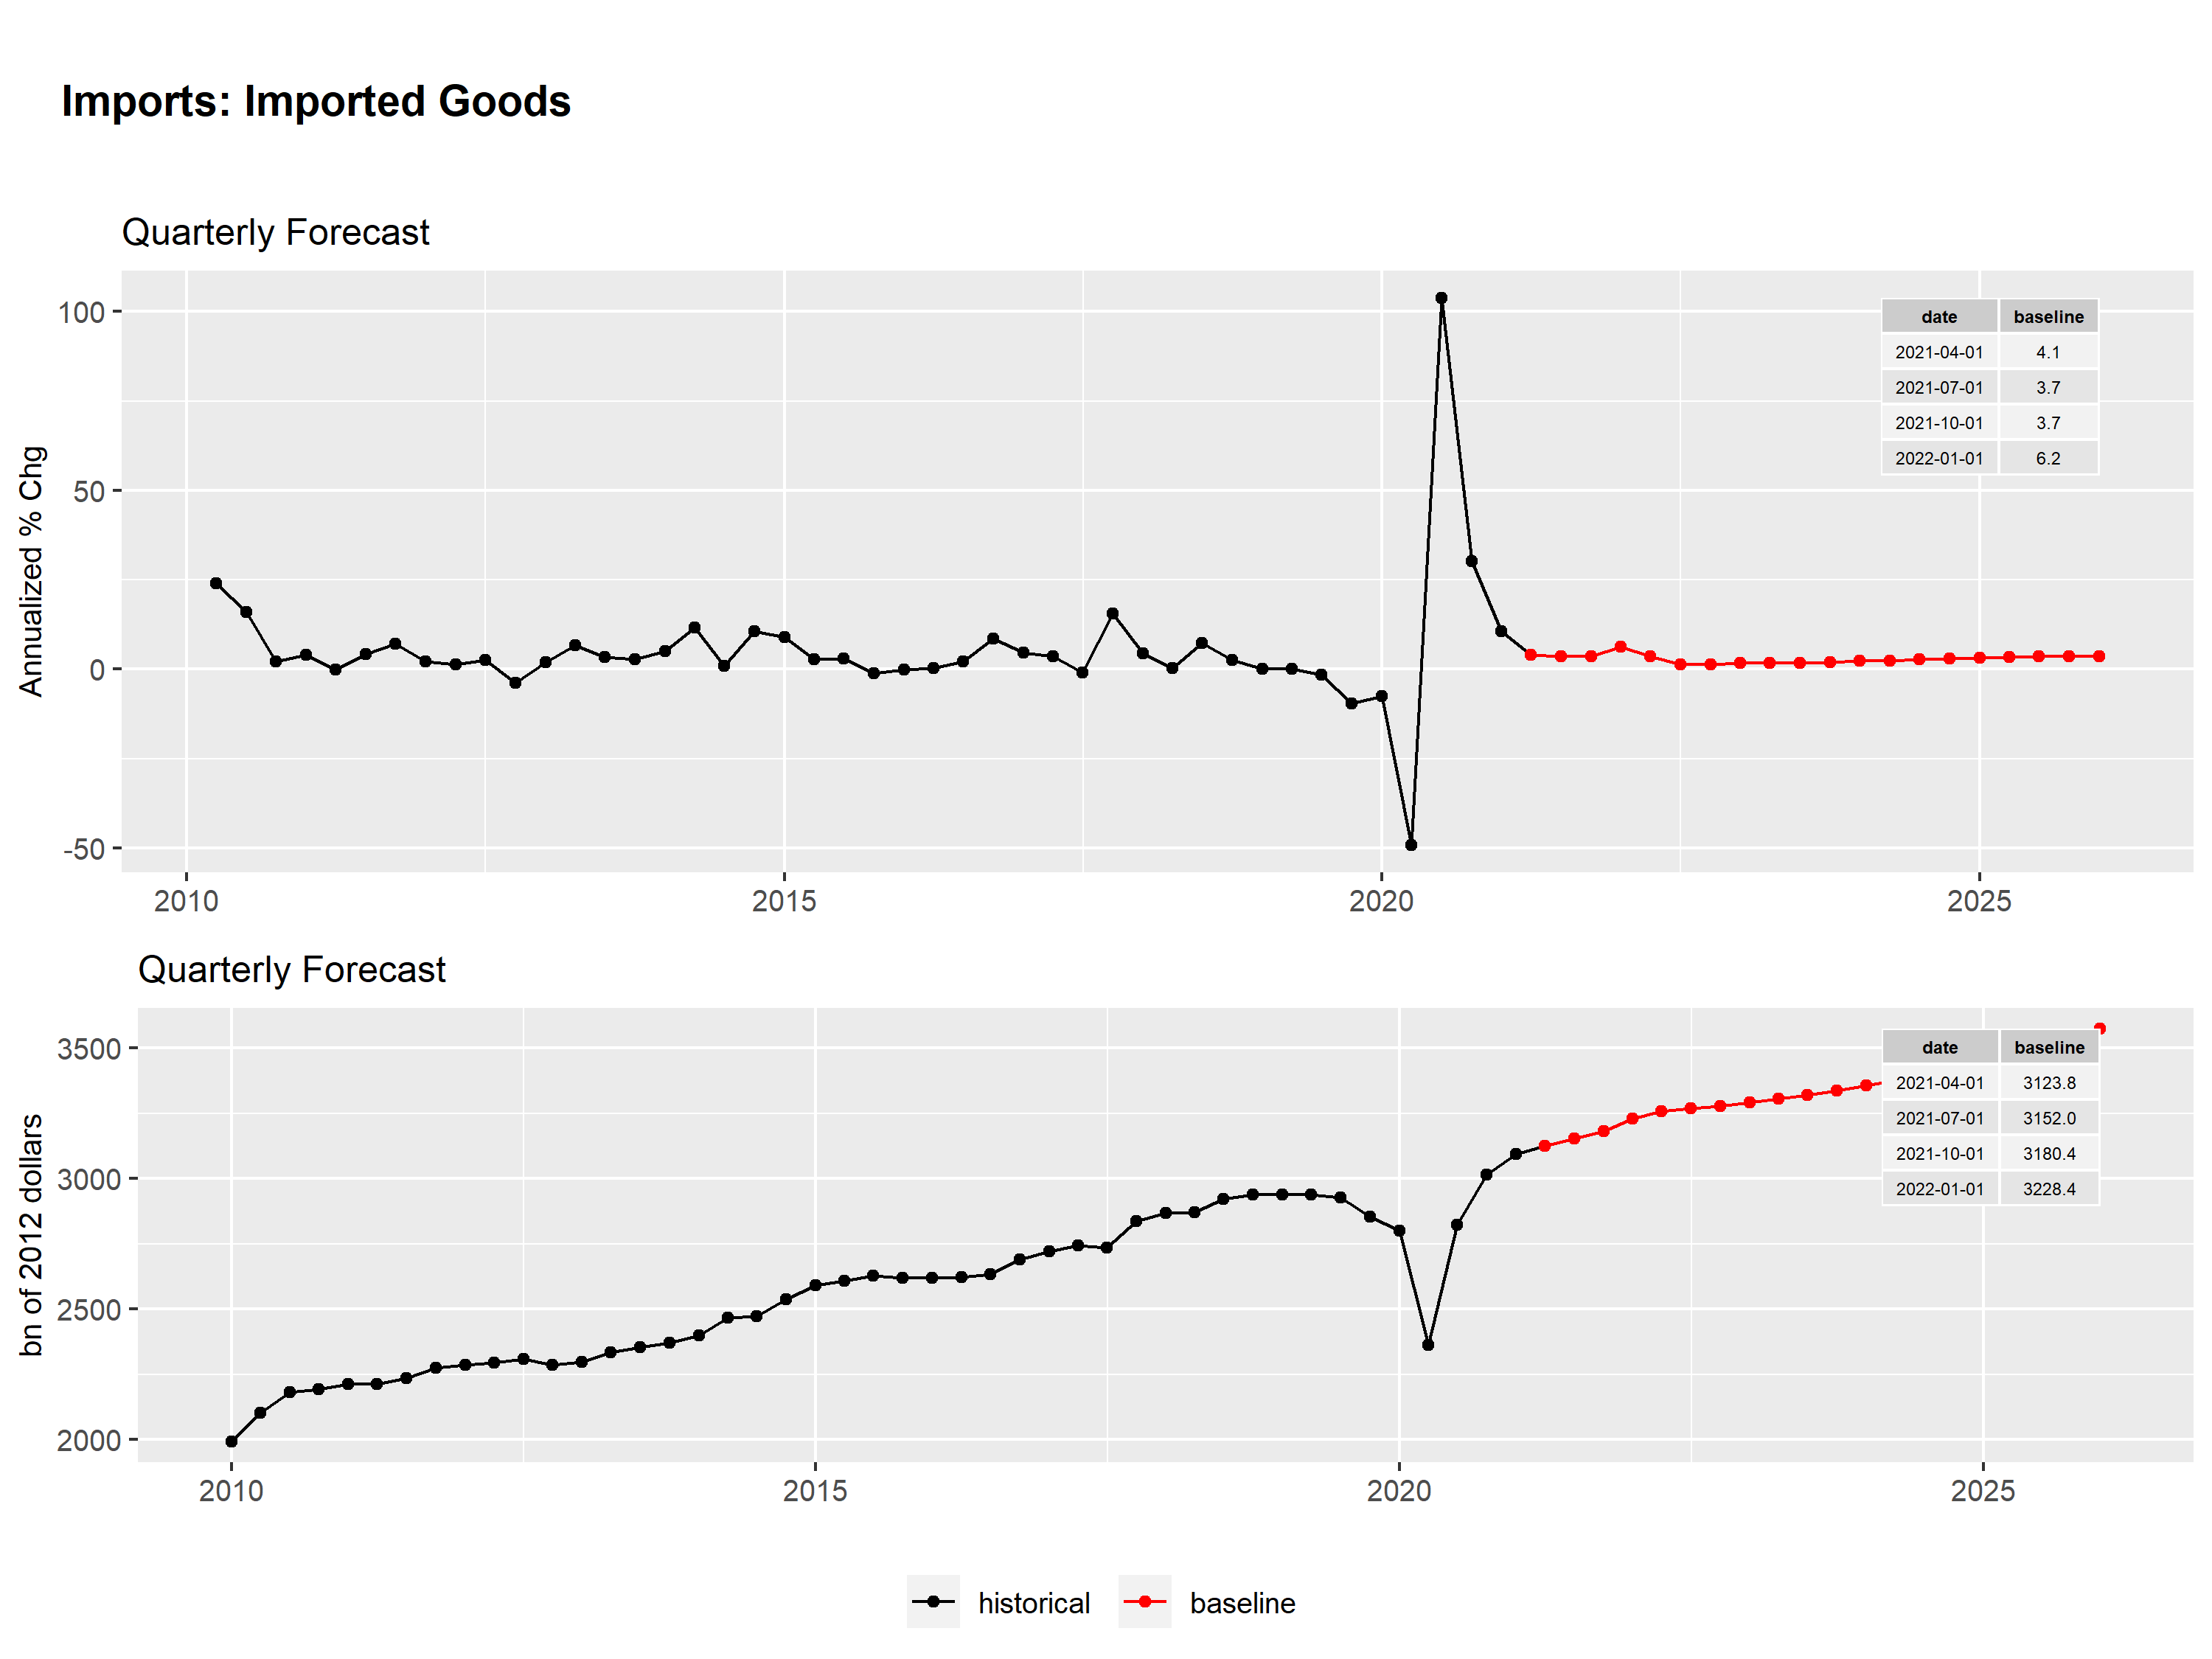 Imports: Imported Goods
Quarterly Forecast
Annualized % Chg
100
50
0
-50
date baseline
2021-04-01 4.1
2021-07-01 3.7
2021-10-01 3.7
2022-01-01 6.2
2010 2015 2020 2025
Quarterly Forecast
bn of 2012 dollars
3500
3000
2500
2000
date baseline
2021-04-01 3123.8
2021-07-01 3152.0
2021-10-01 3180.4
2022-01-01 3228.4
2010 2015 2020 2025
historical baseline